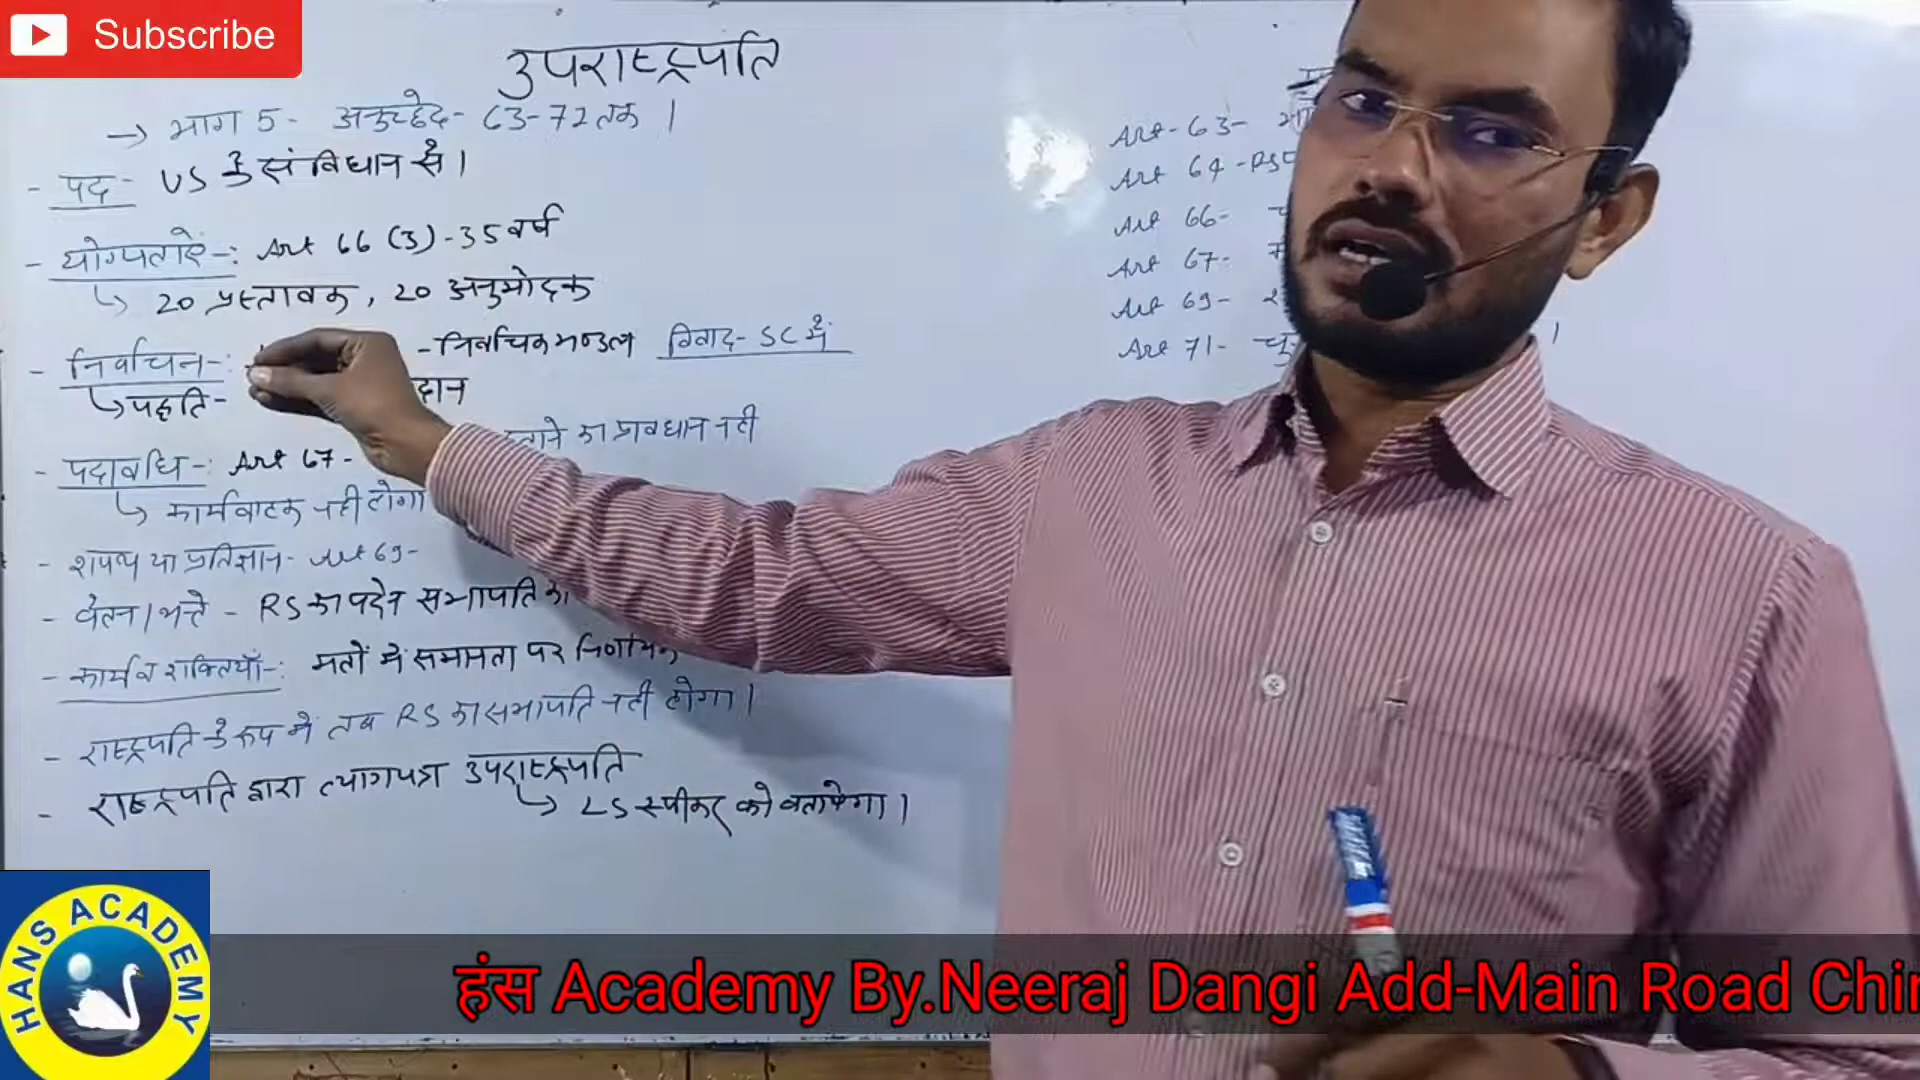 Subscribe
उपराष्ट्रपति
→ भाग 5 - अनुच्छेद - 63-72 तक ।
- पद - US के संविधान से ।
- योग्यताऐं -: Art 66 (3) - 35 वर्ष
↳ 20 प्रस्तावक, 20 अनुमोदक
- निर्वाचन -: - निर्वाचक मण्डल विवाद - SC में
↳ पद्धति -
- पदावधि -: Art 67 - का प्रावधान नही
↳ कार्यवाहक नही होगा
- शपथ या प्रतिज्ञान - Art 69 -
- वेतन / भत्ते - RS का पदेन सभापति का
- कार्य व शक्तियाँ -: मतों में समानता पर निर्णायक
- राष्ट्रपति के रूप में तब RS का सभापति नही होगा ।
- राष्ट्रपति द्वारा त्यागपत्र उपराष्ट्रपति
↳ LS स्पीकर को बतायेगा ।
Art - 63 -
Art 64 - RS
Art 66 -
Art 67 -
Art 69 -
Art 71 -
HANS ACADEMY
हंस Academy By.Neeraj Dangi Add-Main Road